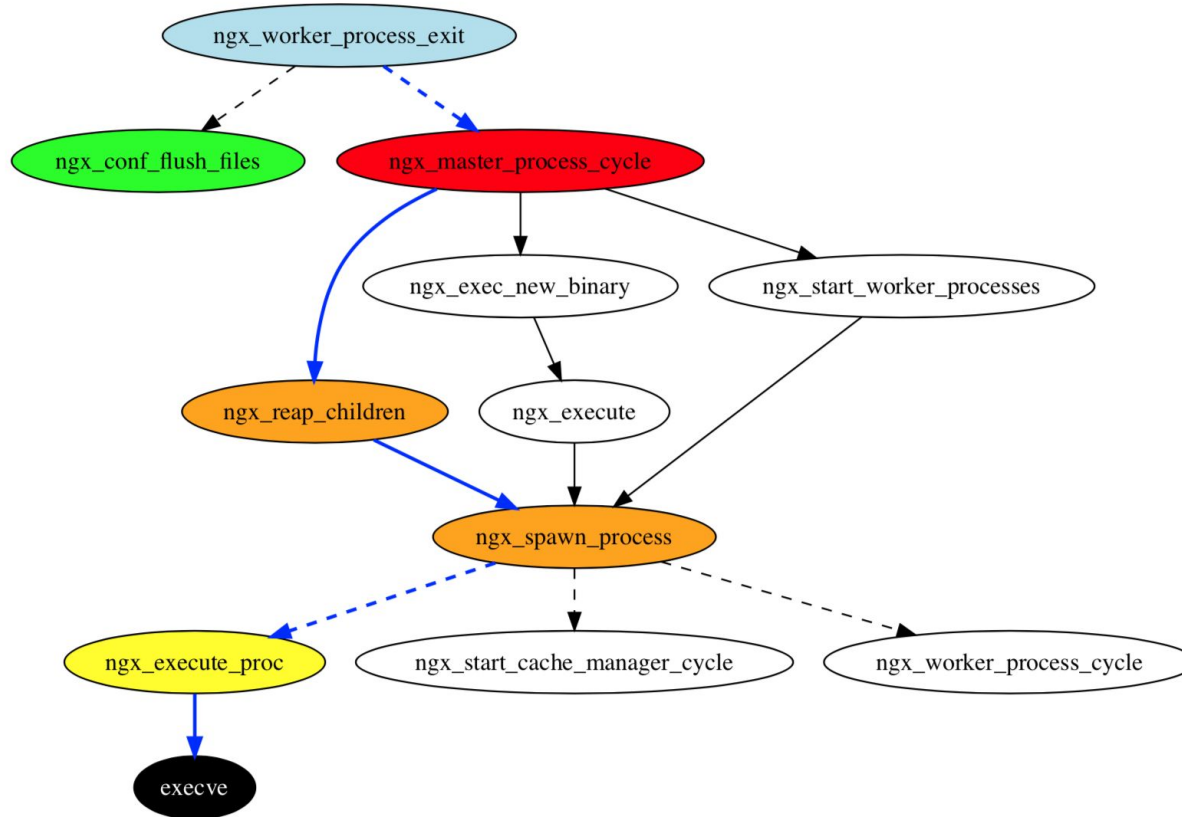 ngx_worker_process_exit
ngx_conf_flush_files
ngx_master_process_cycle
ngx_exec_new_binary
ngx_start_worker_processes
ngx_reap_children
ngx_execute
ngx_spawn_process
ngx_execute_proc
ngx_start_cache_manager_cycle
ngx_worker_process_cycle
execve